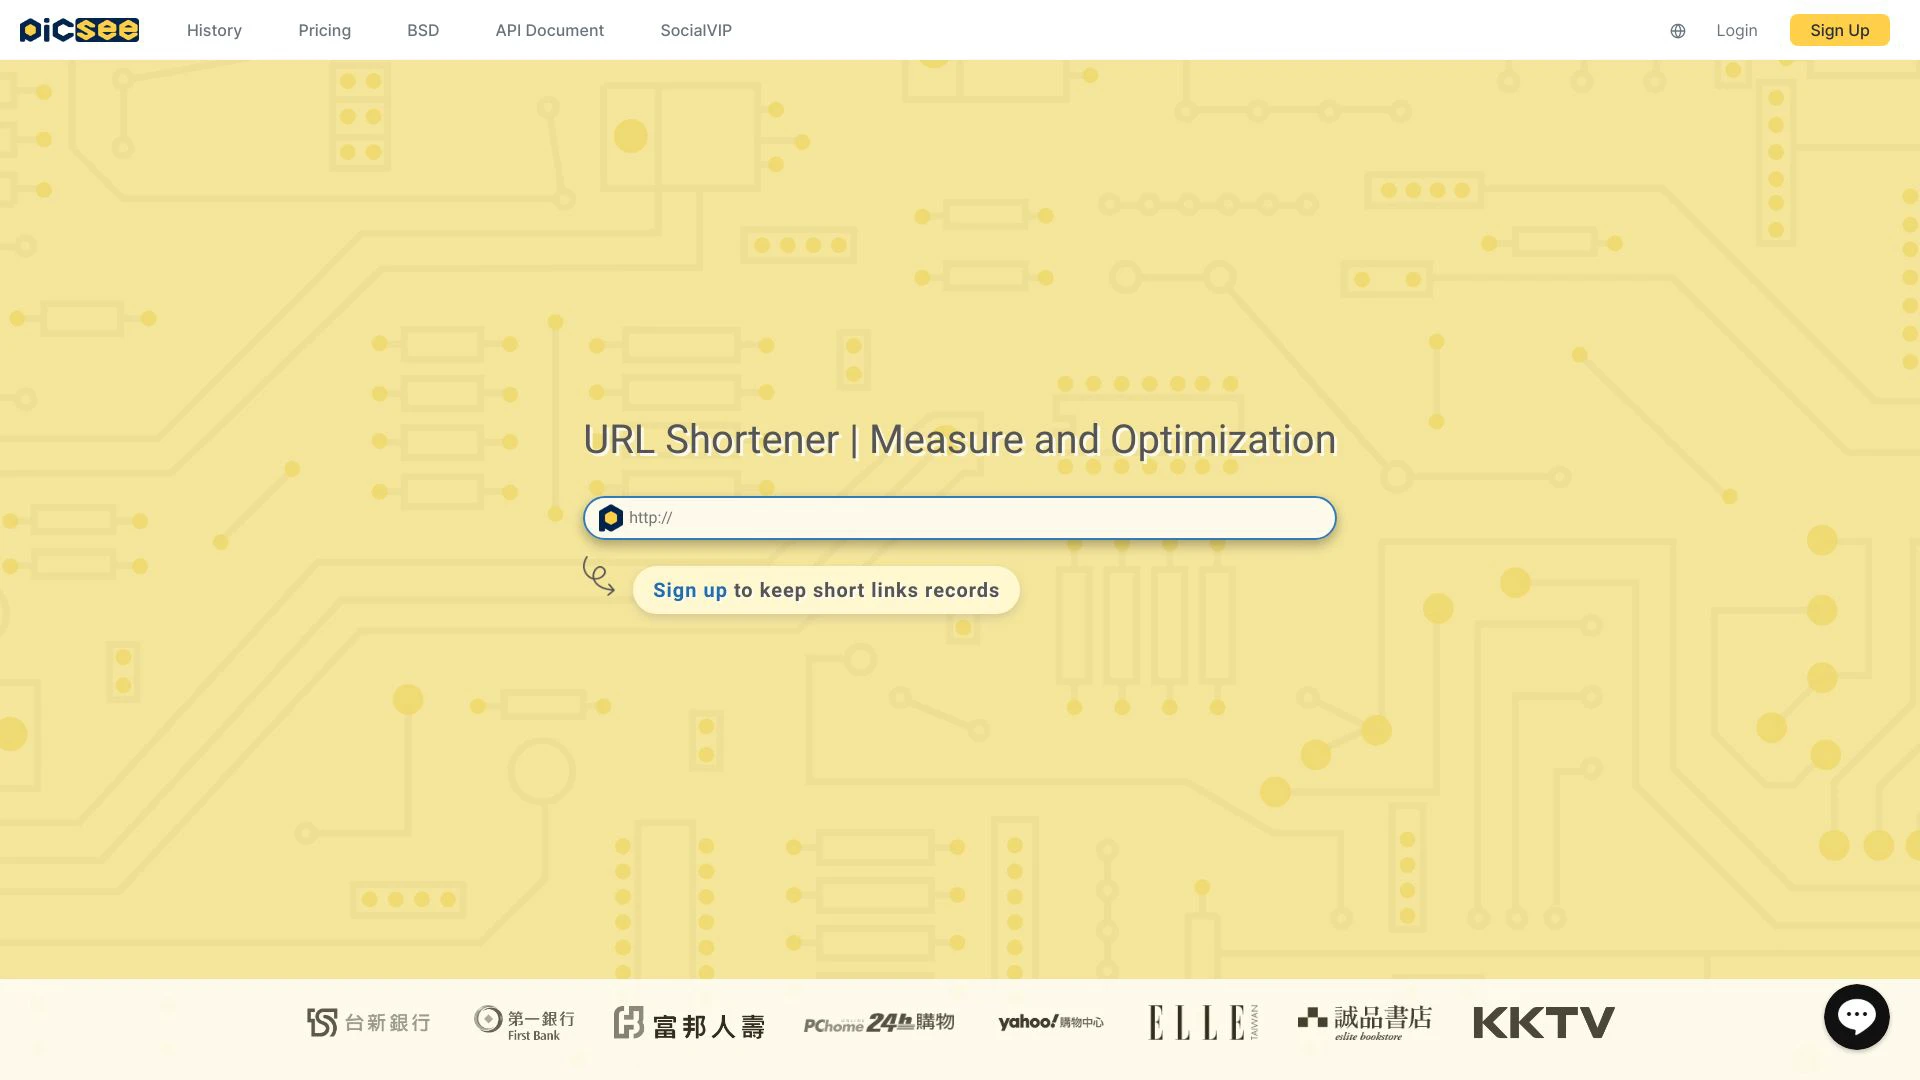 picsee
History
Pricing
BSD
API Document
SocialVIP
Login
Sign Up
URL Shortener | Measure and Optimization
http://
Sign up to keep short links records
台新銀行
第一銀行
First Bank
富邦人壽
PChome ONLINE 24h購物
yahoo!購物中心
ELLE TAIWAN
誠品書店
eslite bookstore
KKTV